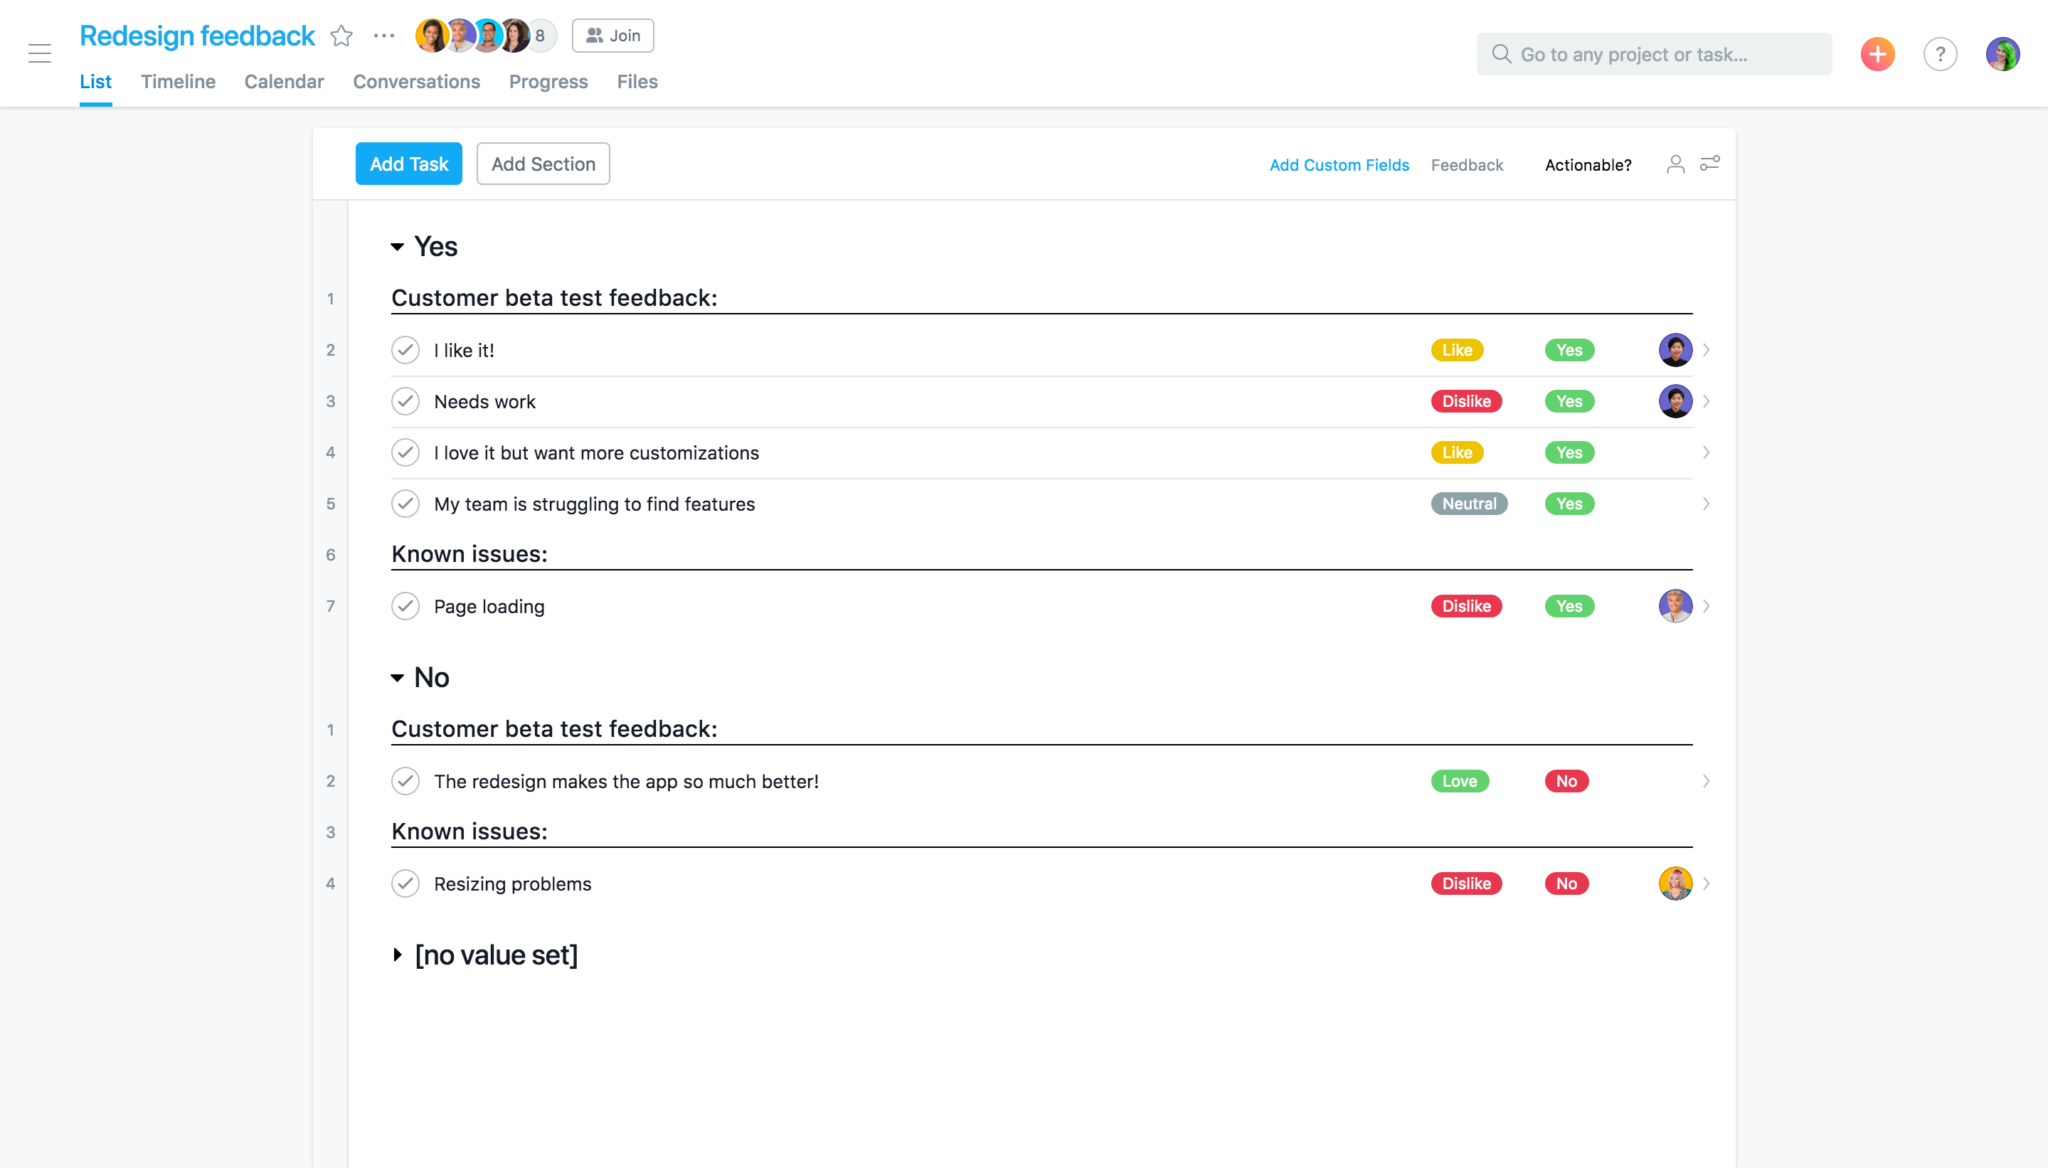 Redesign feedback 8 Join
Go to any project or task...
?
List Timeline Calendar Conversations Progress Files
Add Task Add Section Add Custom Fields Feedback Actionable?
Yes
1 Customer beta test feedback:
2 I like it! Like Yes
3 Needs work Dislike Yes
4 I love it but want more customizations Like Yes
5 My team is struggling to find features Neutral Yes
6 Known issues:
7 Page loading Dislike Yes
No
1 Customer beta test feedback:
2 The redesign makes the app so much better! Love No
3 Known issues:
4 Resizing problems Dislike No
[no value set]